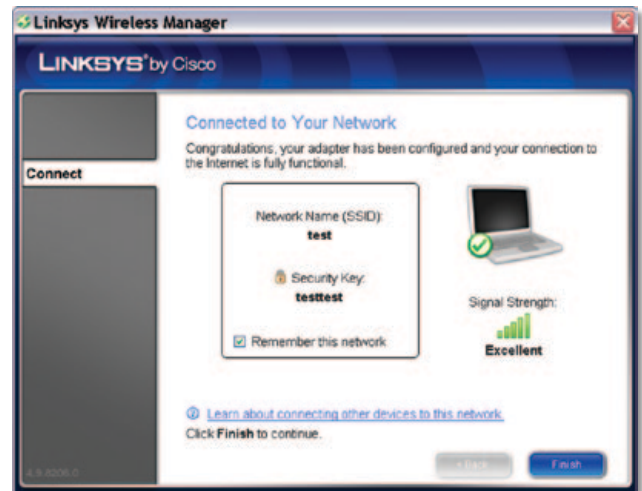 Linksys Wireless Manager
LINKSYS® by Cisco
Connect
Connected to Your Network
Congratulations, your adapter has been configured and your connection to
the Internet is fully functional.
Network Name (SSID):
test
Security Key:
testtest
Remember this network
Signal Strength:
Excellent
Learn about connecting other devices to this network.
Click Finish to continue.
< Back
Finish